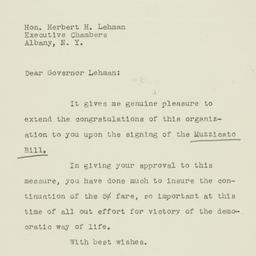 Hon. Herbert H. Lehman
Executive Chambers
Albany, N. Y.
Dear Governor Lehman:
It gives me genuine pleasure to
extend the congratulations of this organiz-
ation to you upon the signing of the Muzzicato
Bill.
In giving your approval to this
measure, you have done much to insure the con-
tinuation of the 5¢ fare, so important at this
time of all out effort for victory of the demo-
cratic way of life.
With best wishes.